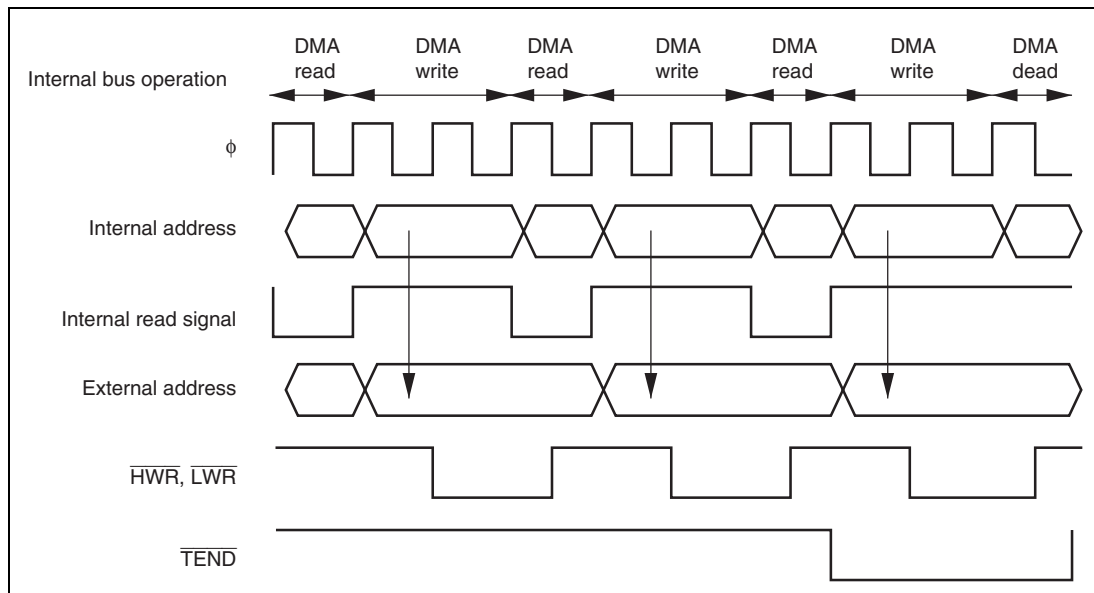 DMA read DMA write DMA read DMA write DMA read DMA write DMA dead
Internal bus operation
ϕ
Internal address
Internal read signal
External address
HWR, LWR
TEND